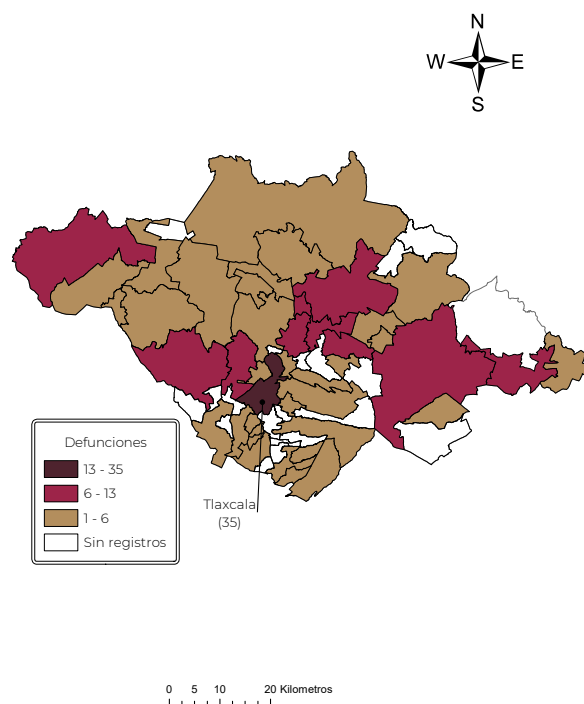 N
W E
S
Defunciones
13 - 35
6 - 13
1 - 6
Sin registros
Tlaxcala
(35)
0 5 10 20 Kilometros